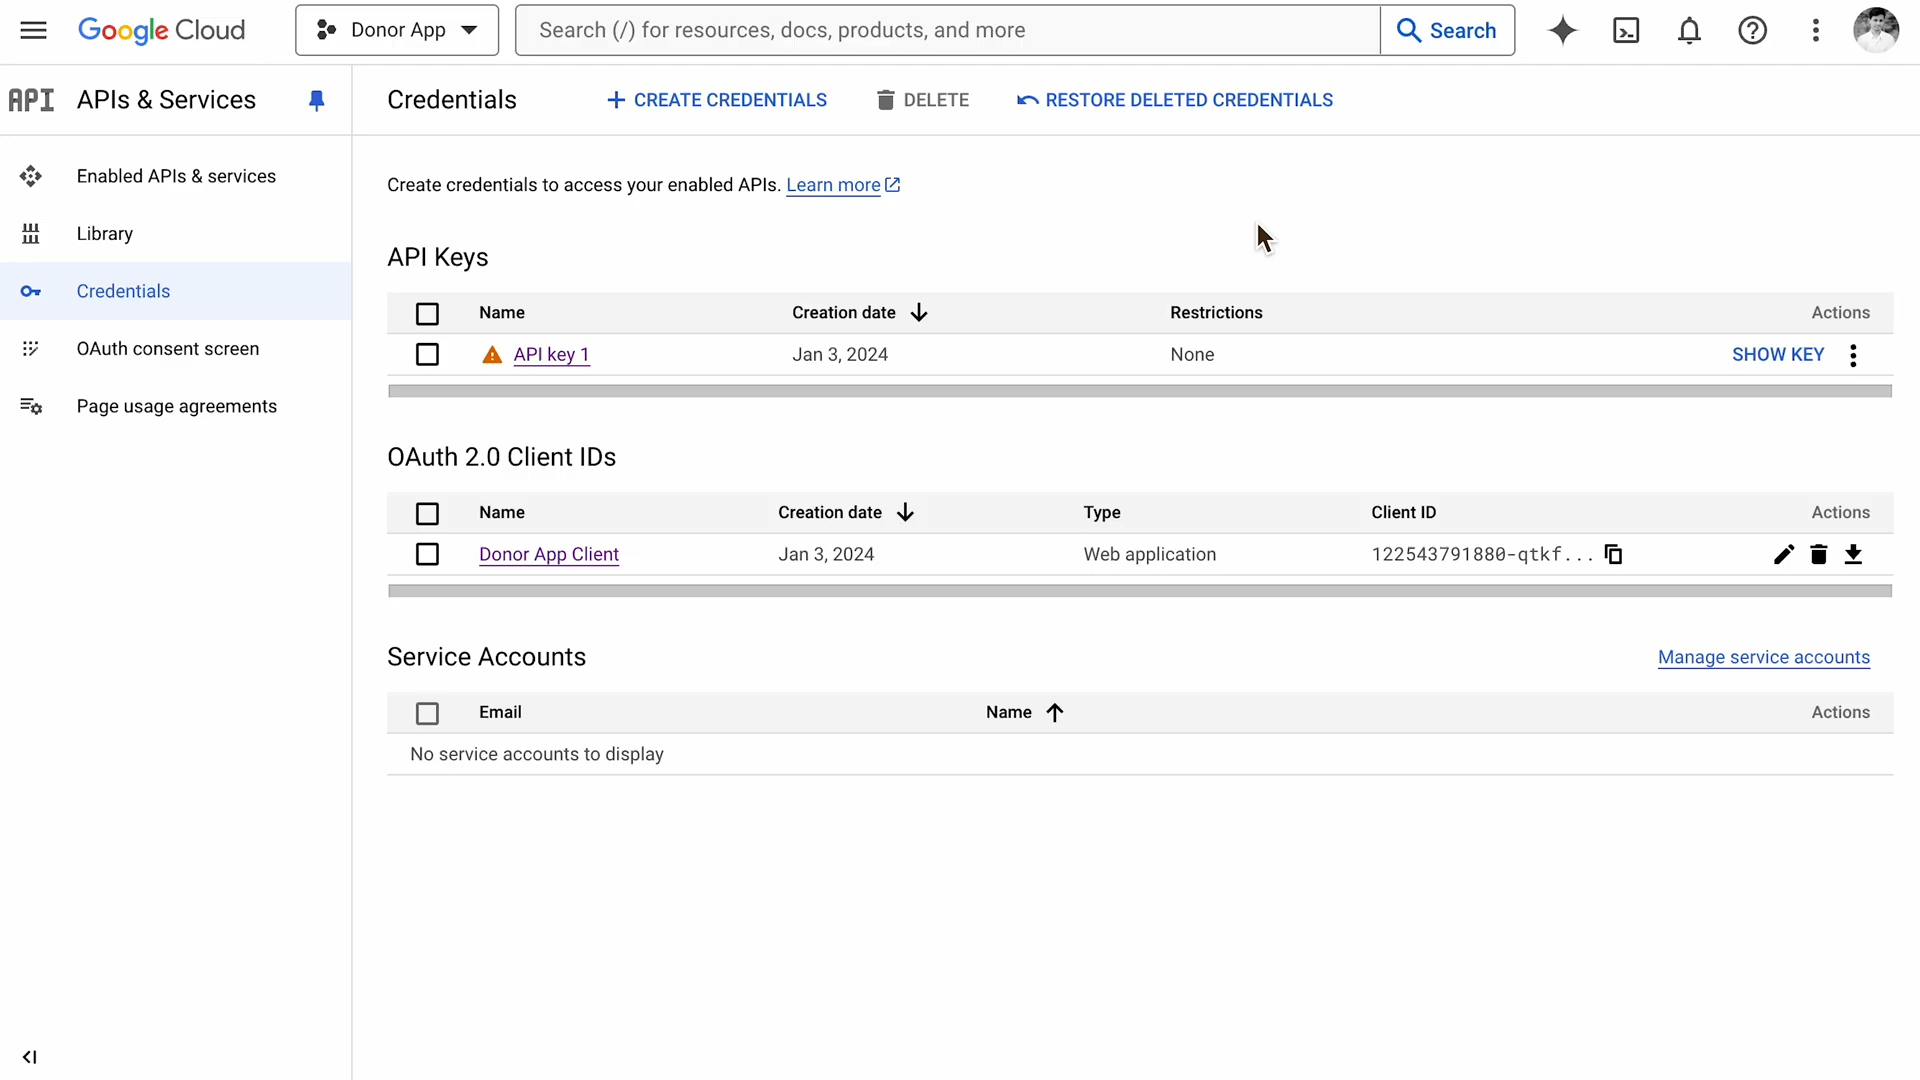 Google Cloud
Donor App
Search (/) for resources, docs, products, and more
Search
API
APIs & Services
Credentials
CREATE CREDENTIALS
DELETE
RESTORE DELETED CREDENTIALS
Enabled APIs & services
Library
Credentials
OAuth consent screen
Page usage agreements
Create credentials to access your enabled APIs. Learn more
API Keys
Name Creation date Restrictions Actions
API key 1 Jan 3, 2024 None SHOW KEY
OAuth 2.0 Client IDs
Name Creation date Type Client ID Actions
Donor App Client Jan 3, 2024 Web application 122543791880-qtkf...
Service Accounts
Manage service accounts
Email Name Actions
No service accounts to display